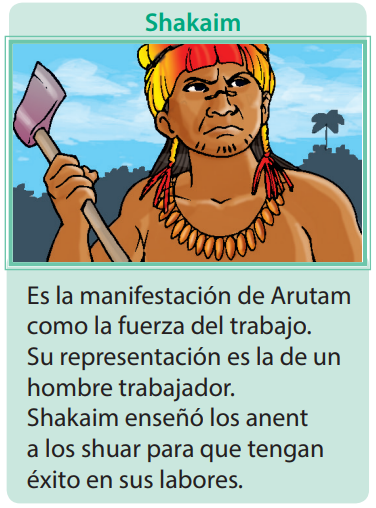 Shakaim
Es la manifestación de Arutam
como la fuerza del trabajo.
Su representación es la de un
hombre trabajador.
Shakaim enseñó los anent
a los shuar para que tengan
éxito en sus labores.